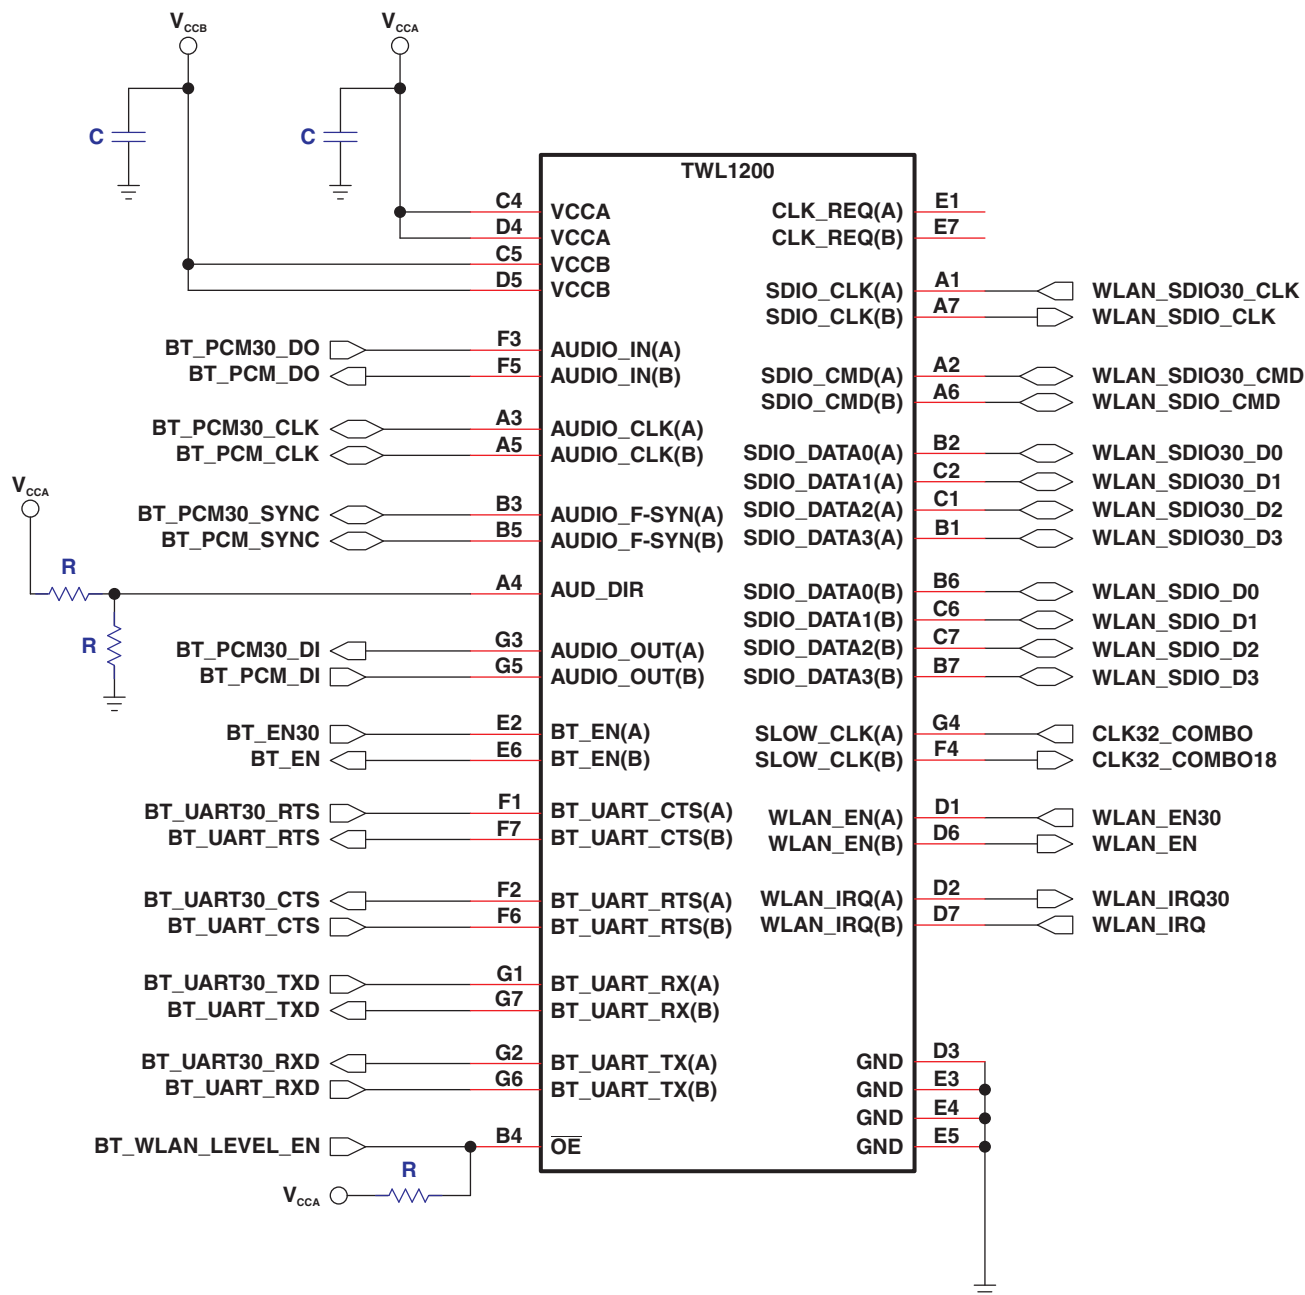 VCCB
VCCA
C
C
TWL1200
C4 VCCA
D4 VCCA
C5 VCCB
D5 VCCB
BT_PCM30_DO F3 AUDIO_IN(A)
BT_PCM_DO F5 AUDIO_IN(B)
BT_PCM30_CLK A3 AUDIO_CLK(A)
BT_PCM_CLK A5 AUDIO_CLK(B)
VCCA
BT_PCM30_SYNC B3 AUDIO_F-SYN(A)
BT_PCM_SYNC B5 AUDIO_F-SYN(B)
R
A4 AUD_DIR
R
BT_PCM30_DI G3 AUDIO_OUT(A)
BT_PCM_DI G5 AUDIO_OUT(B)
BT_EN30 E2 BT_EN(A)
BT_EN E6 BT_EN(B)
BT_UART30_RTS F1 BT_UART_CTS(A)
BT_UART_RTS F7 BT_UART_CTS(B)
BT_UART30_CTS F2 BT_UART_RTS(A)
BT_UART_CTS F6 BT_UART_RTS(B)
BT_UART30_TXD G1 BT_UART_RX(A)
BT_UART_TXD G7 BT_UART_RX(B)
BT_UART30_RXD G2 BT_UART_TX(A)
BT_UART_RXD G6 BT_UART_TX(B)
BT_WLAN_LEVEL_EN B4 OE
R
VCCA
CLK_REQ(A) E1
CLK_REQ(B) E7
SDIO_CLK(A) A1 WLAN_SDIO30_CLK
SDIO_CLK(B) A7 WLAN_SDIO_CLK
SDIO_CMD(A) A2 WLAN_SDIO30_CMD
SDIO_CMD(B) A6 WLAN_SDIO_CMD
SDIO_DATA0(A) B2 WLAN_SDIO30_D0
SDIO_DATA1(A) C2 WLAN_SDIO30_D1
SDIO_DATA2(A) C1 WLAN_SDIO30_D2
SDIO_DATA3(A) B1 WLAN_SDIO30_D3
SDIO_DATA0(B) B6 WLAN_SDIO_D0
SDIO_DATA1(B) C6 WLAN_SDIO_D1
SDIO_DATA2(B) C7 WLAN_SDIO_D2
SDIO_DATA3(B) B7 WLAN_SDIO_D3
SLOW_CLK(A) G4 CLK32_COMBO
SLOW_CLK(B) F4 CLK32_COMBO18
WLAN_EN(A) D1 WLAN_EN30
WLAN_EN(B) D6 WLAN_EN
WLAN_IRQ(A) D2 WLAN_IRQ30
WLAN_IRQ(B) D7 WLAN_IRQ
GND D3
GND E3
GND E4
GND E5